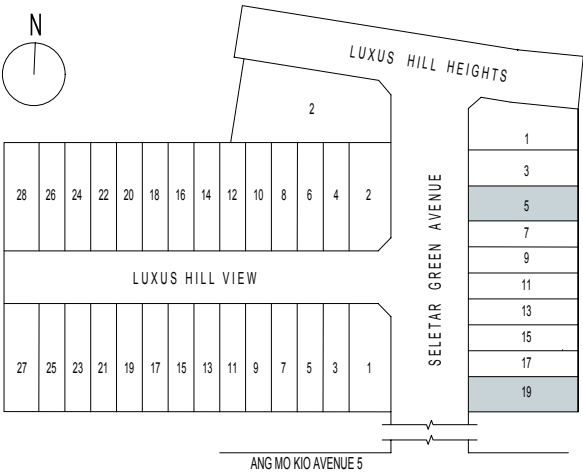 N
LUXUS HILL HEIGHTS
2
1
3
5
7
9
11
13
15
17
19
28 26 24 22 20 18 16 14 12 10 8 6 4 2
LUXUS HILL VIEW
SELETAR GREEN AVENUE
27 25 23 21 19 17 15 13 11 9 7 5 3 1
ANG MO KIO AVENUE 5